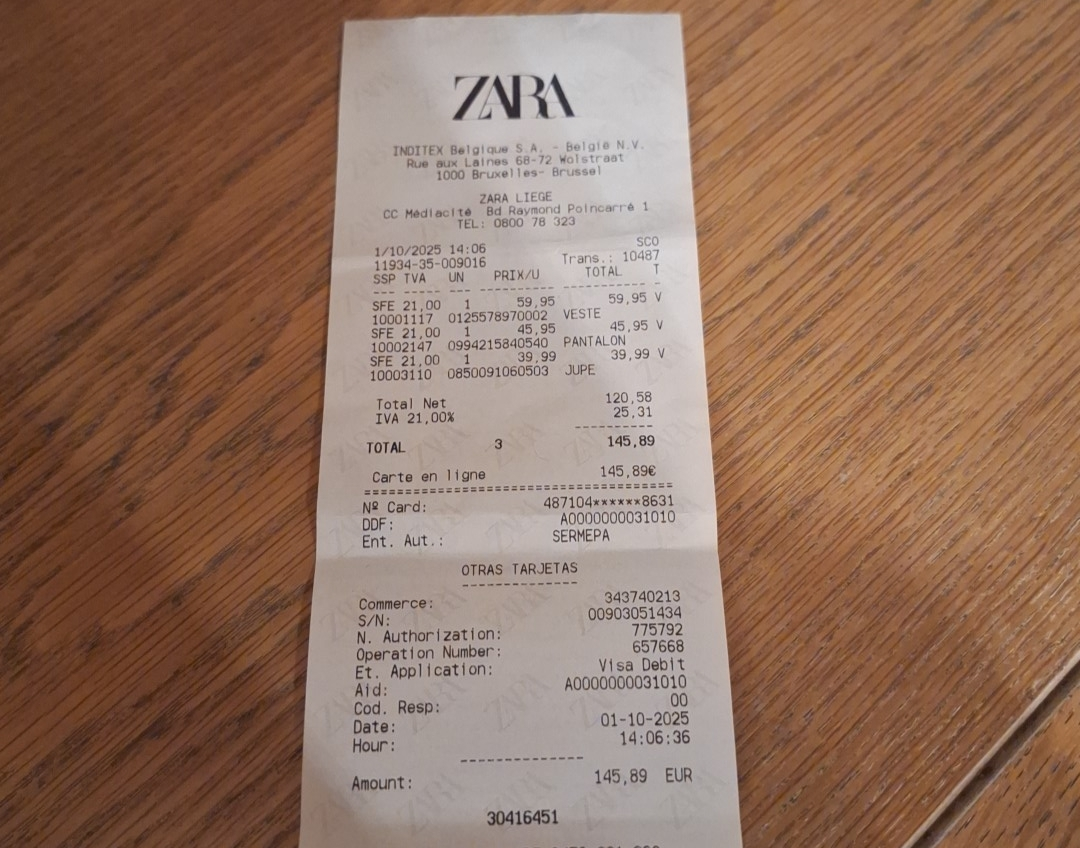 ZARA
INDITEX Belgique S.A. - België N.V.
Rue aux Laines 68-72 Wolstraat
1000 Bruxelles- Brussel
ZARA LIEGE
CC Médiacité Bd Raymond Poincarré 1
TEL: 0800 78 323
SCO
1/10/2025 14:06
11934-35-009016 Trans.: 10487
SSP TVA UN PRIX/U TOTAL T
--- ---- --- ---------- ----------- -
SFE 21,00 1 59,95 59,95 V
10001117 0125578970002 VESTE
SFE 21,00 1 45,95 45,95 V
10002147 0994215840540 PANTALON
SFE 21,00 1 39,99 39,99 V
10003110 0850091060503 JUPE
Total Net 120,58
IVA 21,00% 25,31
----------
TOTAL 3 145,89
Carte en ligne 145,89€
========================================
Nº Card: 487104******8631
DDF: A0000000031010
Ent. Aut.: SERMEPA
OTRAS TARJETAS
--------------
Commerce: 343740213
S/N: 00903051434
N. Authorization: 775792
Operation Number: 657668
Et. Application: Visa Debit
Aid: A0000000031010
Cod. Resp: 00
Date: 01-10-2025
Hour: 14:06:36
--------------
Amount: 145,89 EUR
30416451